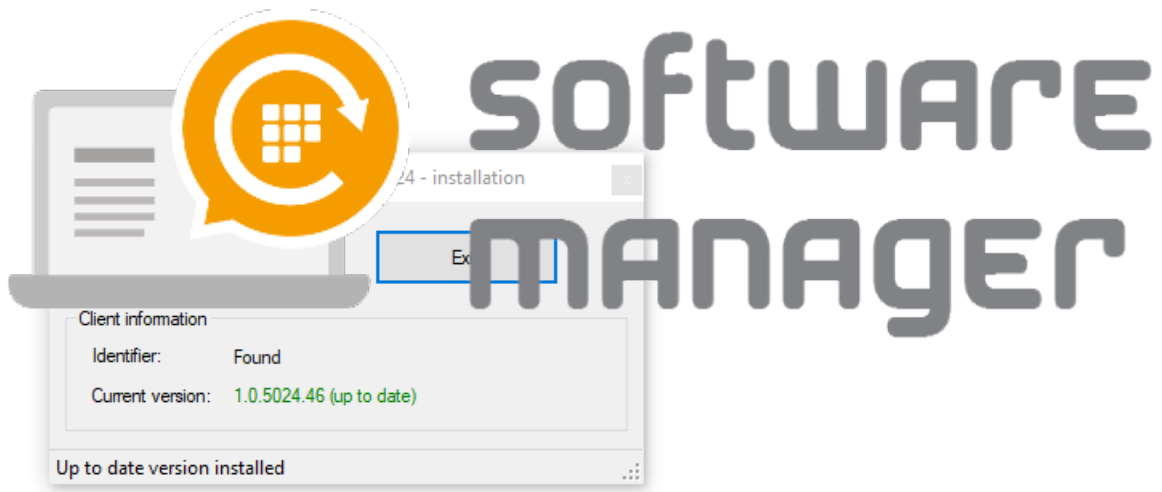 software
24 - installation
manager
Ex
Client information
Identifier: Found
Current version: 1.0.5024.46 (up to date)
Up to date version installed